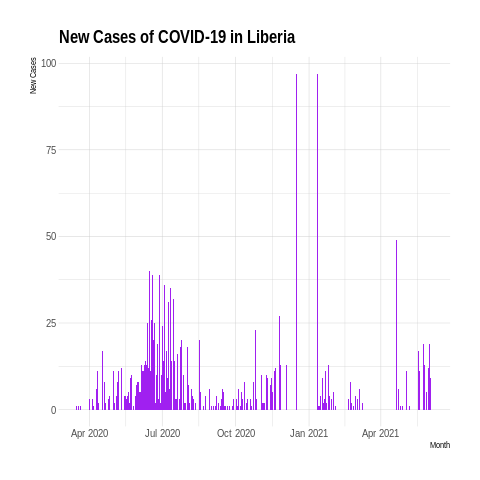 New Cases of COVID-19 in Liberia
New Cases
100
75
50
25
0
Apr 2020 Jul 2020 Oct 2020 Jan 2021 Apr 2021
Month